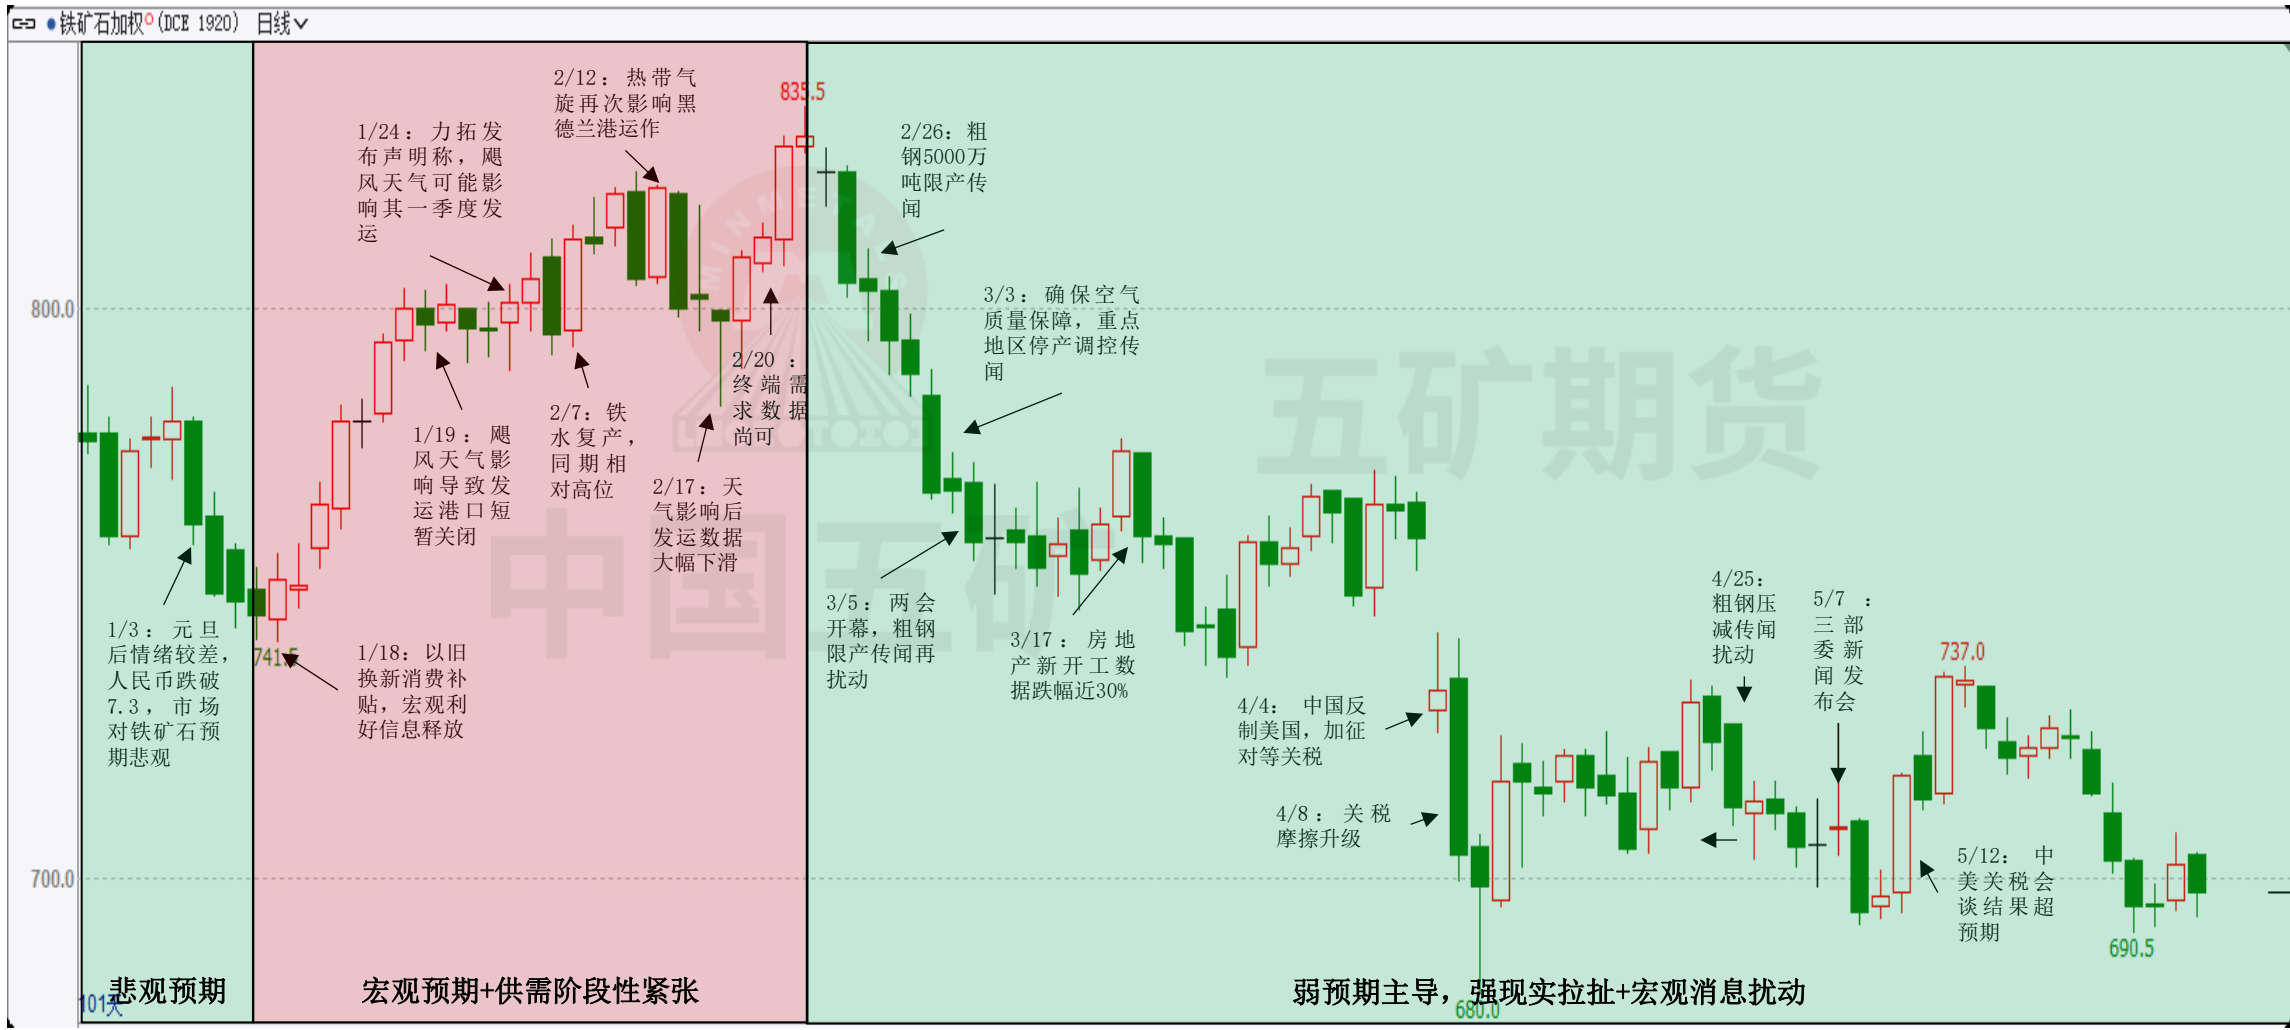 铁矿石加权 (DCE 1920) 日线
835.5
800.0
700.0
741.5
737.0
690.5
680.0
101天
1/3：元旦
后情绪较差，
人民币跌破
7.3，市场
对铁矿石预
期悲观
1/18：以旧
换新消费补
贴，宏观利
好信息释放
1/24：力拓发
布声明称，飓
风天气可能影
响其一季度发
运
1/19：飓
风天气影
响导致发
运港口短
暂关闭
2/12：热带气
旋再次影响黑
德兰港运作
2/7：铁
水复产，
同期相
对高位
2/17：天
气影响后
发运数据
大幅下滑
2/20：
终端需
求数据
尚可
2/26：粗
钢5000万
吨限产传
闻
3/3：确保空气
质量保障，重点
地区停产调控传
闻
3/5：两会
开幕，粗钢
限产传闻再
扰动
3/17：房地
产新开工数
据跌幅近30%
4/4：中国反
制美国，加征
对等关税
4/8：关税
摩擦升级
4/25：
粗钢压
减传闻
扰动
5/7：
三部
委新
闻发
布会
5/12：中
美关税会
谈结果超
预期
悲观预期
宏观预期+供需阶段性紧张
弱预期主导，强现实拉扯+宏观消息扰动
MINMETALS
中国五矿
五矿期货